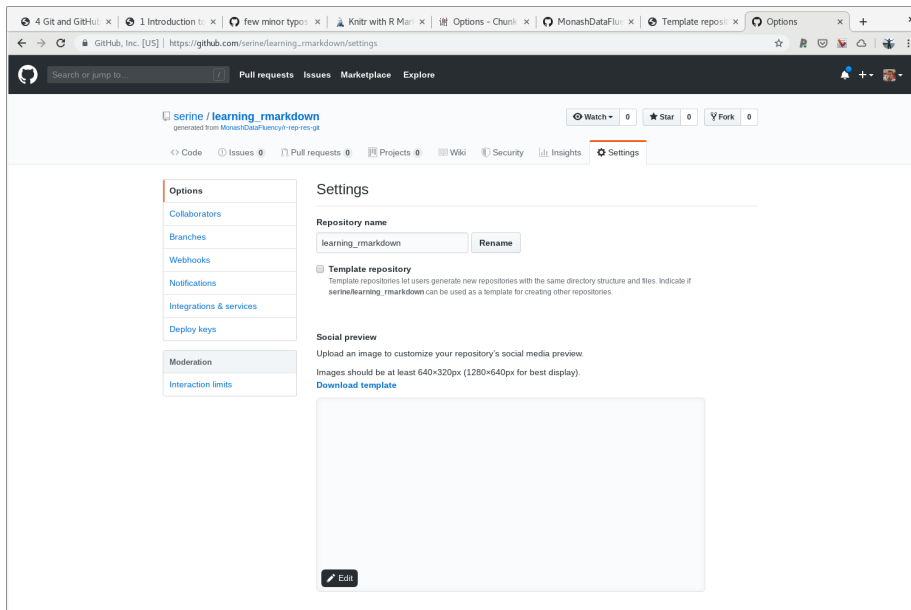 4 Git and GitHub
1 Introduction to
few minor typos
Knitr with R Mark
Options - Chunk
MonashDataFlue
Template reposit
Options
GitHub, Inc. [US] | https://github.com/serine/learning_rmarkdown/settings
Search or jump to...
/
Pull requests Issues Marketplace Explore
serine / learning_rmarkdown
generated from MonashDataFluency/r-rep-res-git
Watch 0
Star 0
Fork 0
Code
Issues 0
Pull requests 0
Projects 0
Wiki
Security
Insights
Settings
Options
Collaborators
Branches
Webhooks
Notifications
Integrations & services
Deploy keys
Moderation
Interaction limits
Settings
Repository name
learning_rmarkdown
Rename
Template repository
Template repositories let users generate new repositories with the same directory structure and files. Indicate if
serine/learning_rmarkdown can be used as a template for creating other repositories.
Social preview
Upload an image to customize your repository's social media preview.
Images should be at least 640×320px (1280×640px for best display).
Download template
Edit